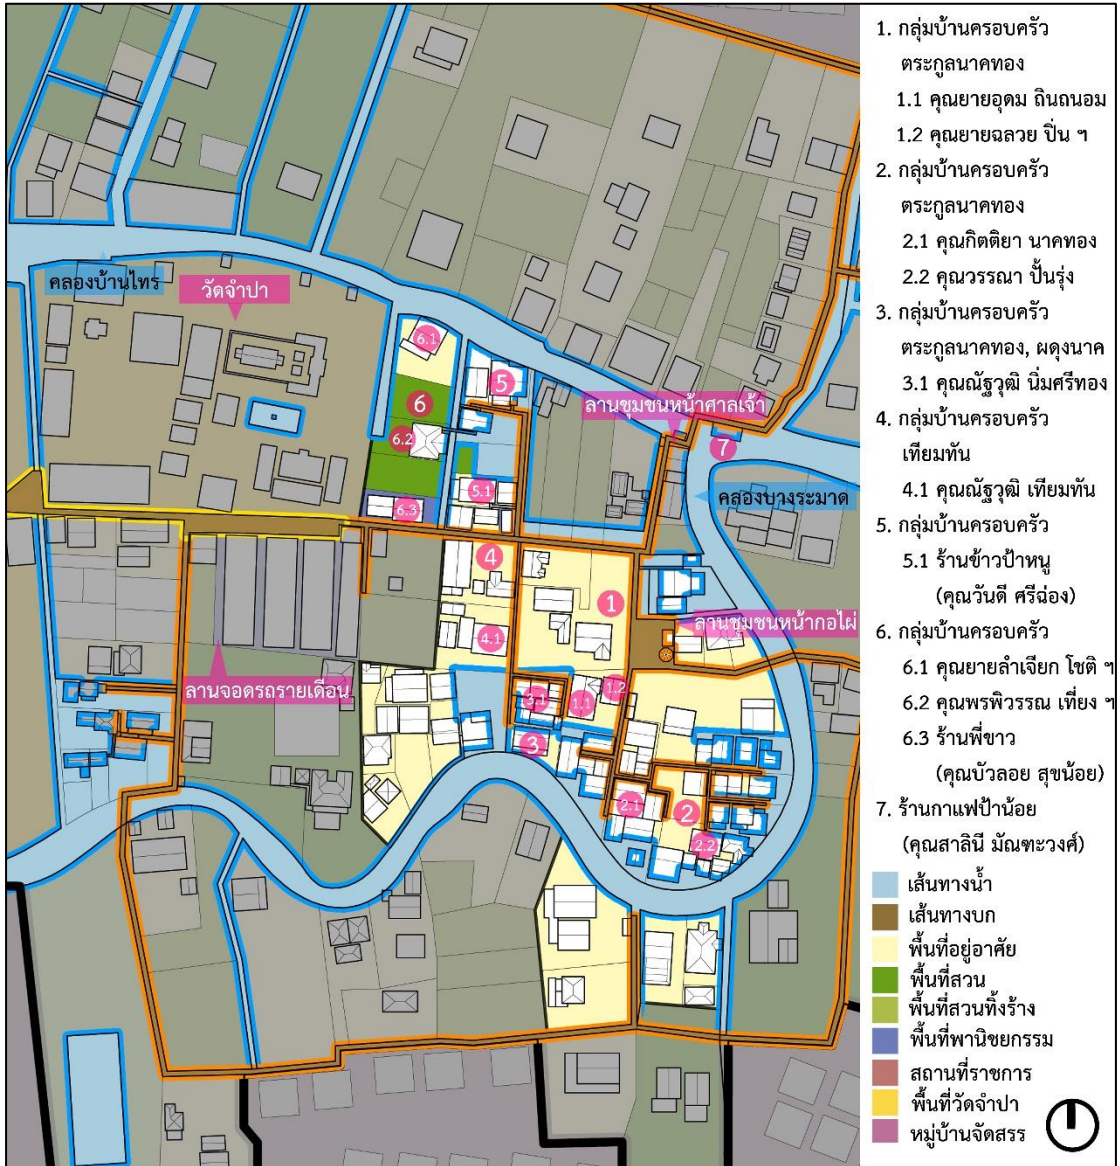 คลองบ้านไทร
วัดจำปา
6.1
5
ลานชุมชนหน้าศาลเจ้า
6
6.2
7
5.1
คลองบางระมาด
6.3
4
1
4.1
ลานชุมชนหน้ากอไผ่
ลานจอดรถรายเดือน
3.1
1.1
1.2
3
2.1
2
2.2
1. กลุ่มบ้านครอบครัว
ตระกูลนาคทอง
1.1 คุณยายอุดม ถินถนอม
1.2 คุณยายฉลวย ปิ่น ฯ
2. กลุ่มบ้านครอบครัว
ตระกูลนาคทอง
2.1 คุณกิตติยา นาคทอง
2.2 คุณวรรณา ปั้นรุ่ง
3. กลุ่มบ้านครอบครัว
ตระกูลนาคทอง, ผดุงนาค
3.1 คุณณัฐวุฒิ นิ่มศรีทอง
4. กลุ่มบ้านครอบครัว
เทียมทัน
4.1 คุณณัฐวุฒิ เทียมทัน
5. กลุ่มบ้านครอบครัว
5.1 ร้านข้าวป้าหนู
(คุณวันดี ศรีฉ่อง)
6. กลุ่มบ้านครอบครัว
6.1 คุณยายลำเจียก โชติ ฯ
6.2 คุณพรพิวรรณ เที่ยง ฯ
6.3 ร้านพี่ขาว
(คุณบัวลอย สุขน้อย)
7. ร้านกาแฟป้าน้อย
(คุณสาลินี มัณฑะวงศ์)
เส้นทางน้ำ
เส้นทางบก
พื้นที่อยู่อาศัย
พื้นที่สวน
พื้นที่สวนทิ้งร้าง
พื้นที่พานิชยกรรม
สถานที่ราชการ
พื้นที่วัดจำปา
หมู่บ้านจัดสรร